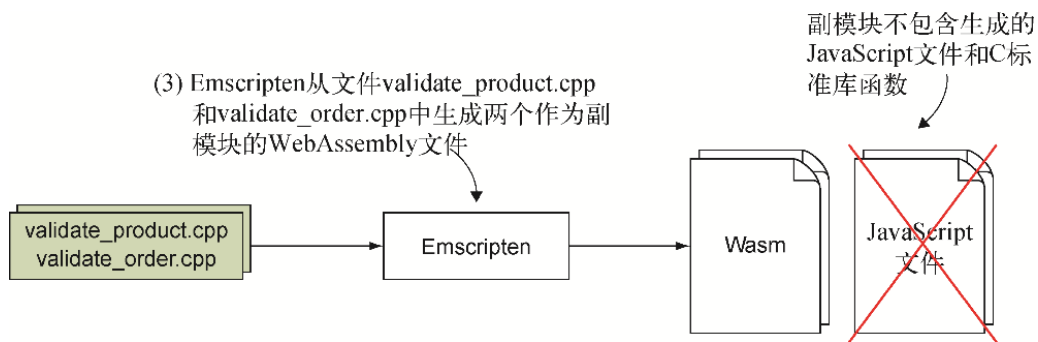 副模块不包含生成的
JavaScript文件和C标
准库函数
(3) Emscripten从文件validate_product.cpp
和validate_order.cpp中生成两个作为副
模块的WebAssembly文件
validate_product.cpp
validate_order.cpp
Emscripten
Wasm
JavaScript
文件